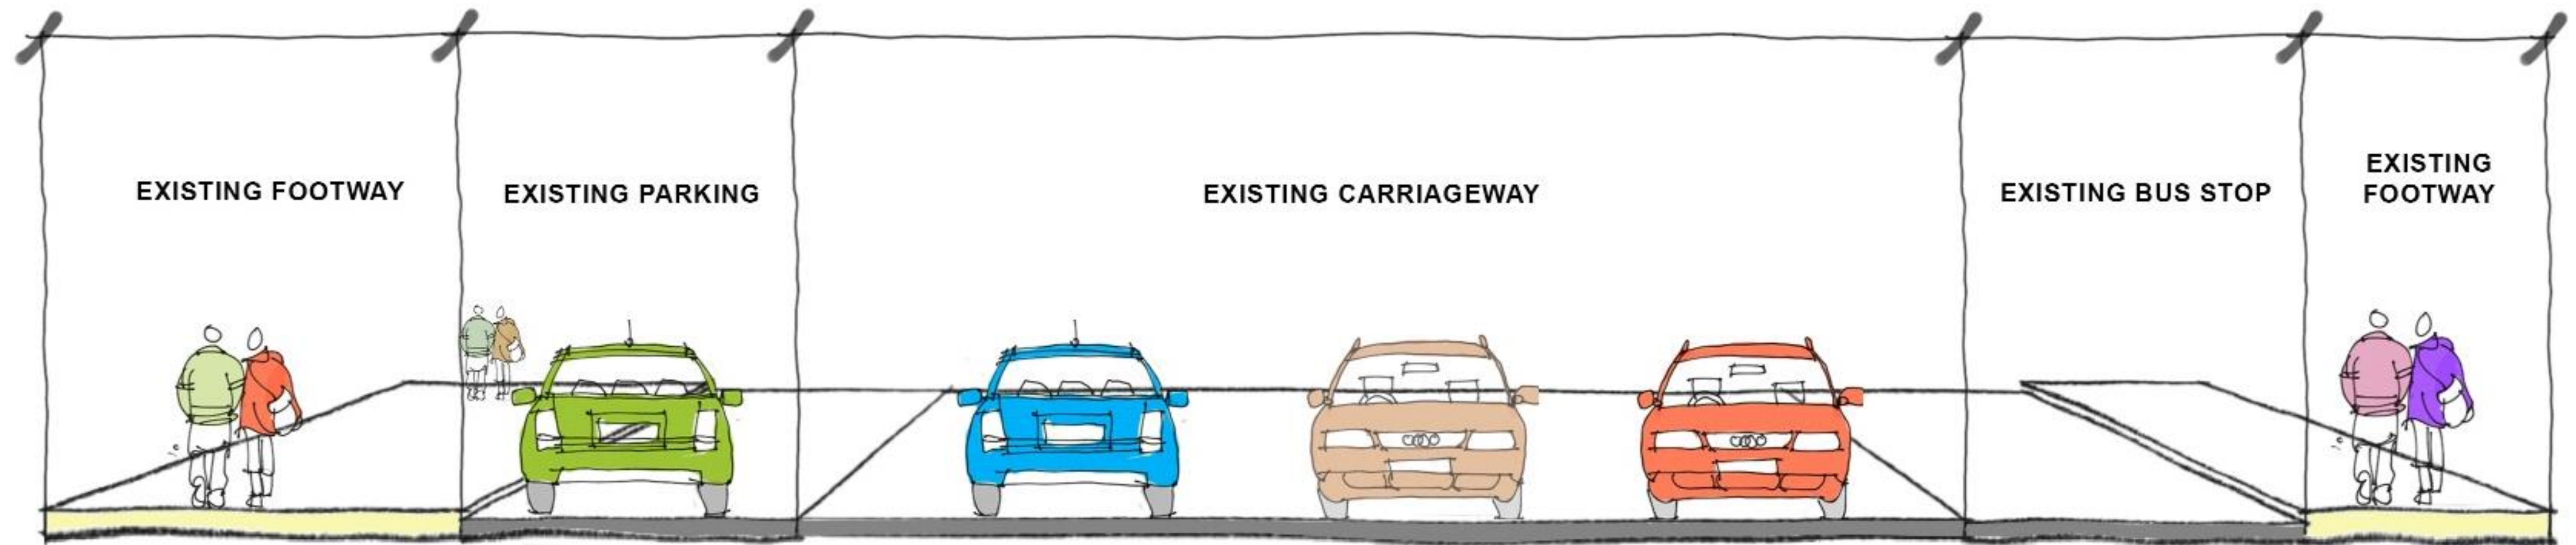 EXISTING FOOTWAY
EXISTING PARKING
EXISTING CARRIAGEWAY
EXISTING BUS STOP
EXISTING
FOOTWAY